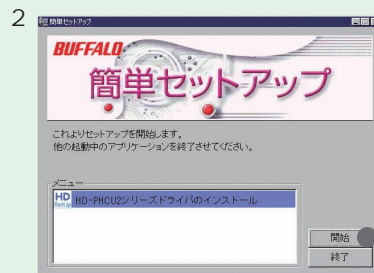 2
簡単セットアップ
BUFFALO
簡単セットアップ
これよりセットアップを開始します。
他の起動中のアプリケーションを終了させてください。
メニュー
HD
SetUp
HD-PHCU2シリーズドライバのインストール
開始
終了